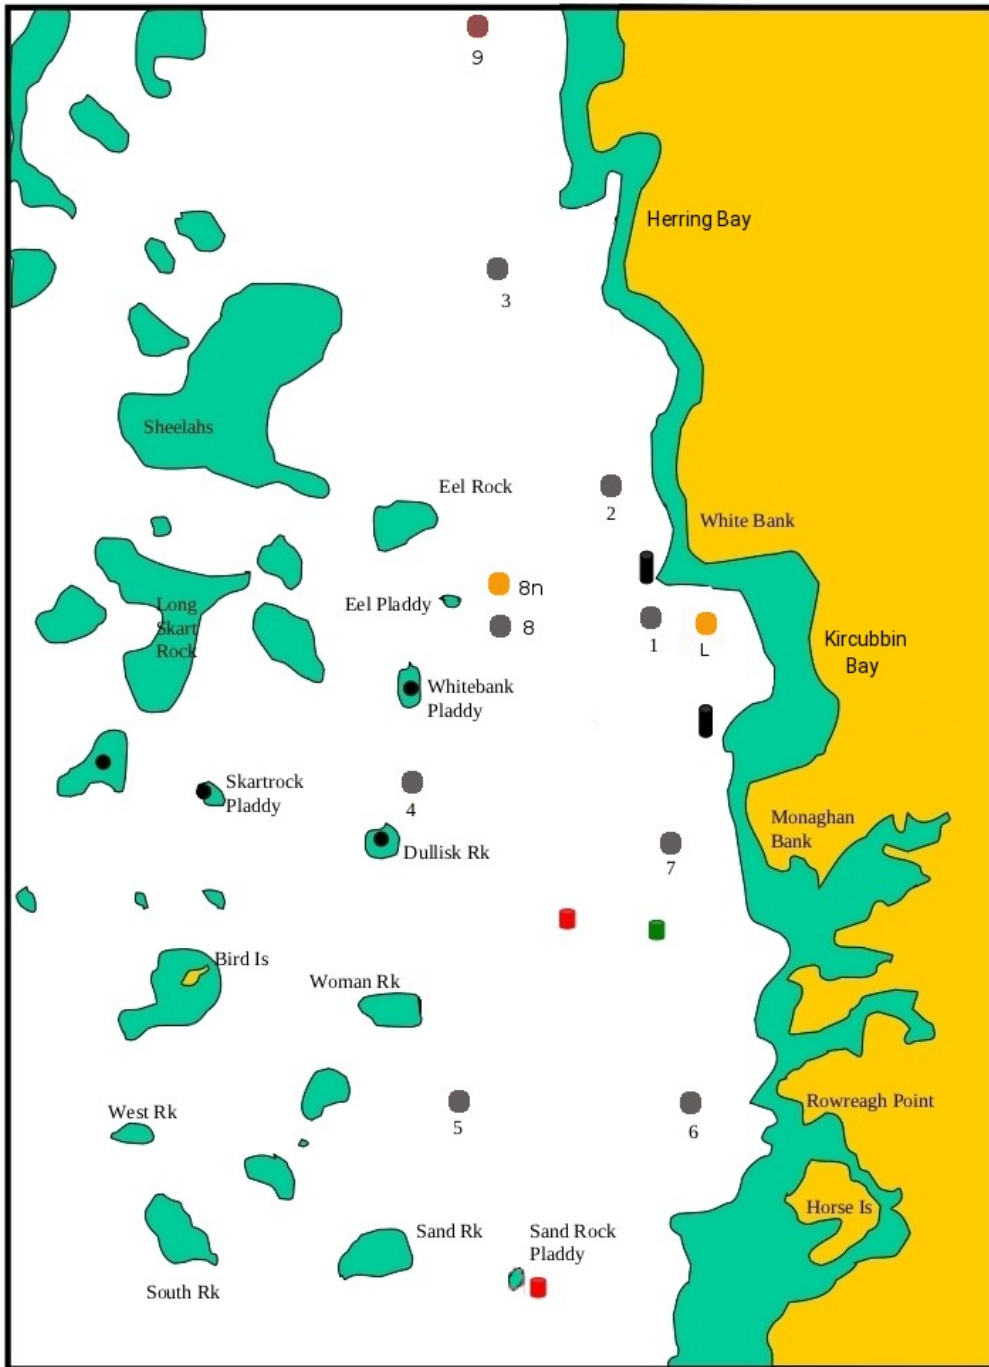 9
Herring Bay
3
Sheelahs
Eel Rock
2
White Bank
8n
Eel Pladdy
Long
Skart
Rock
8
1
L
Kircubbin
Bay
Whitebank
Pladdy
Skartrock
Pladdy
4
Monaghan
Bank
Dullisk Rk
7
Bird Is
Woman Rk
West Rk
5
6
Rowreagh Point
Horse Is
Sand Rk
Sand Rock
Pladdy
South Rk